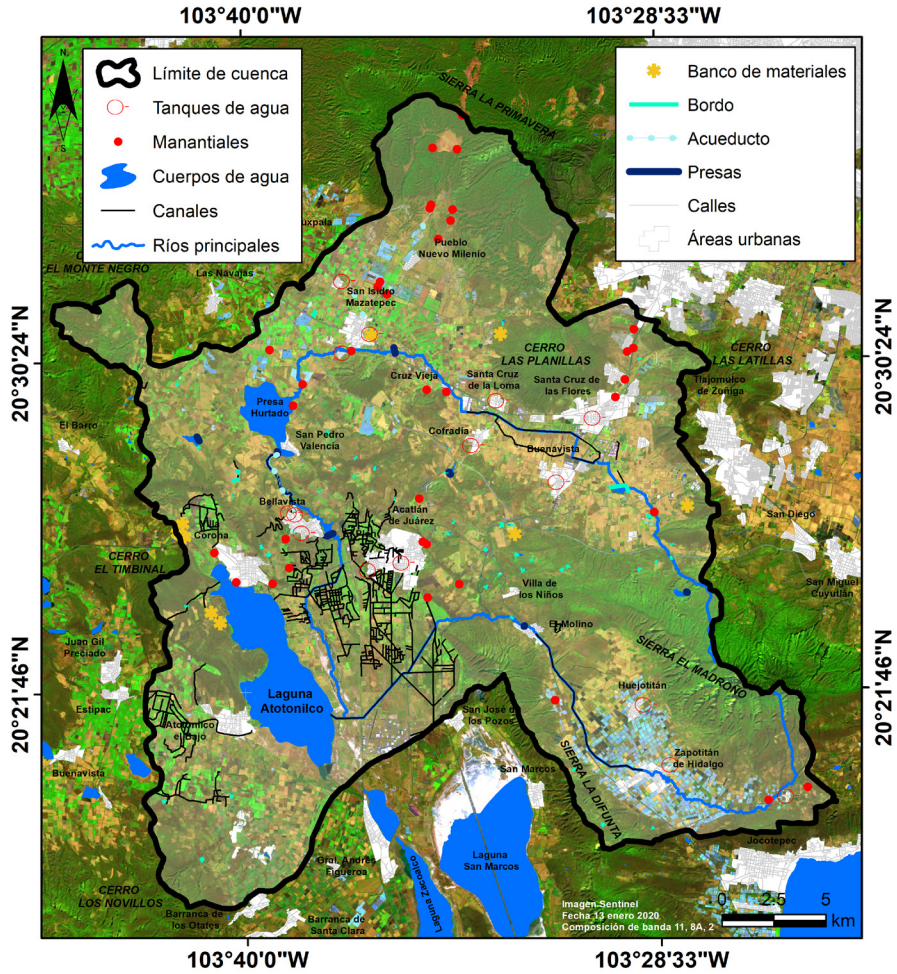 103°40'0"W
103°28'33"W
N
S
Límite de cuenca
Tanques de agua
Manantiales
Cuerpos de agua
Canales
Ríos principales
Banco de materiales
Bordo
Acueducto
Presas
Calles
Áreas urbanas
SIERRA LA PRIMAVERA
Pueblo
Nuevo Milenio
EL MONTE NEGRO
Las Navajas
San Isidro
Mazatepec
20°30'24"N
20°30'24"N
CERRO
LAS PLANILLAS
CERRO
LAS LATILLAS
Cruz Vieja
Santa Cruz
de la Loma
Santa Cruz de
las Flores
Tlajomulco
de Zúñiga
Presa
Hurtado
El Barro
San Pedro
Valencia
Cofradía
Buenavista
Bellavista
Acatlán
de Juárez
Villa
Corona
San Diego
CERRO
EL TIMBINAL
Villa de
los Niños
San Miguel
Cuyutlán
El Molino
Juan Gil
Preciado
SIERRA EL MADROÑO
20°21'46"N
20°21'46"N
Laguna
Atotonilco
Huejotitán
Estipac
Atotonilco
el Bajo
San José de
los Pozos
Zapotitán
de Hidalgo
Buenavista
San Marcos
SIERRA LA DIFUNTA
Jocotepec
Gral. Andrés
Figueroa
Laguna
San Marcos
Laguna Zacoalco
CERRO
LOS NOVILLOS
Barranca de
los Otates
Barranca de
Santa Clara
Imagen Sentinel
Fecha 13 enero 2020
Composición de banda 11, 8A, 2
0 2.5 5
km
103°40'0"W
103°28'33"W